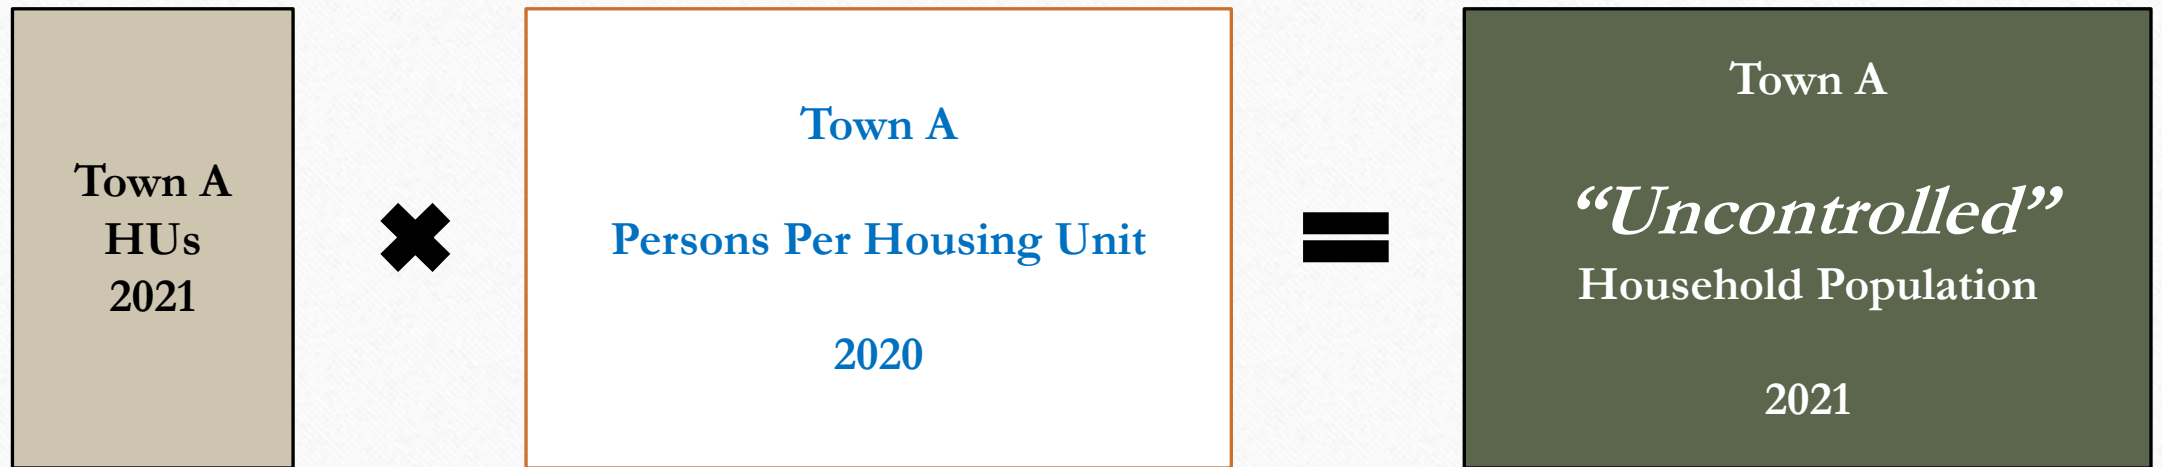 Town A
HUs
2021
Town A
Persons Per Housing Unit
2020
Town A
“Uncontrolled”
Household Population
2021